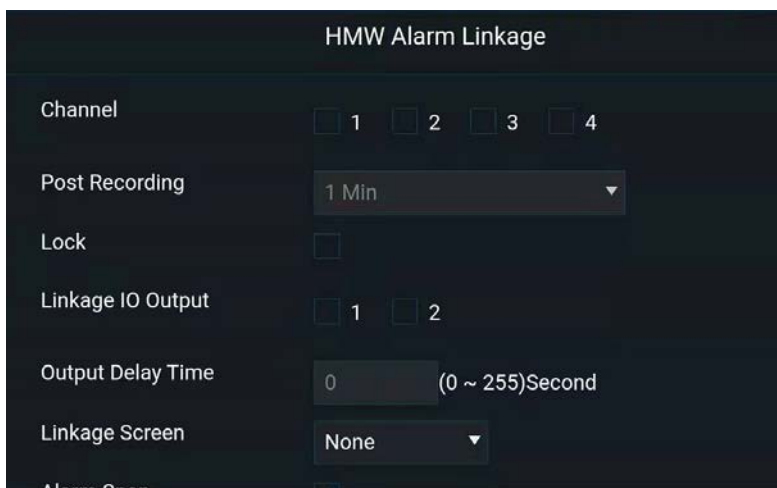 HMW Alarm Linkage
Channel 1 2 3 4
Post Recording 1 Min
Lock
Linkage IO Output 1 2
Output Delay Time 0 (0 ~ 255)Second
Linkage Screen None